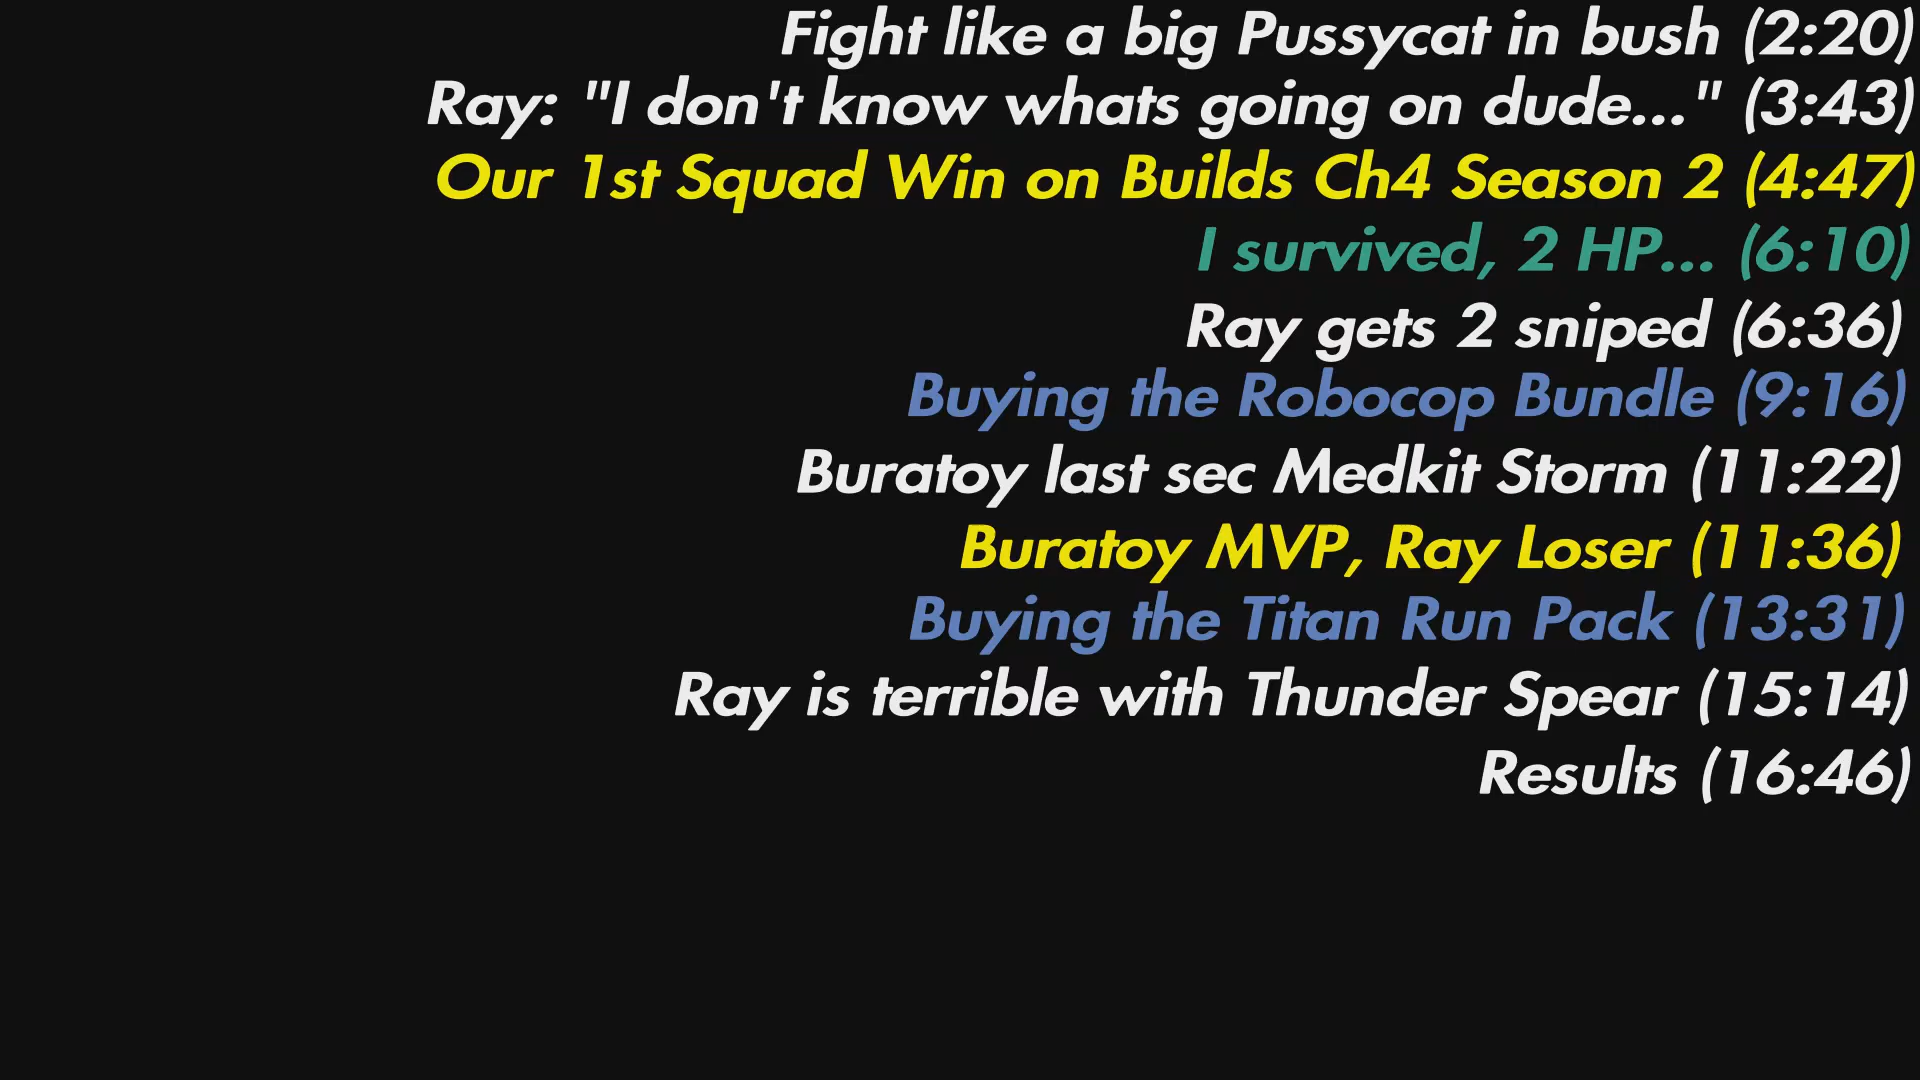 Fight like a big Pussycat in bush (2:20)
Ray: "I don't know whats going on dude..." (3:43)
Our 1st Squad Win on Builds Ch4 Season 2 (4:47)
I survived, 2 HP... (6:10)
Ray gets 2 sniped (6:36)
Buying the Robocop Bundle (9:16)
Buratoy last sec Medkit Storm (11:22)
Buratoy MVP, Ray Loser (11:36)
Buying the Titan Run Pack (13:31)
Ray is terrible with Thunder Spear (15:14)
Results (16:46)